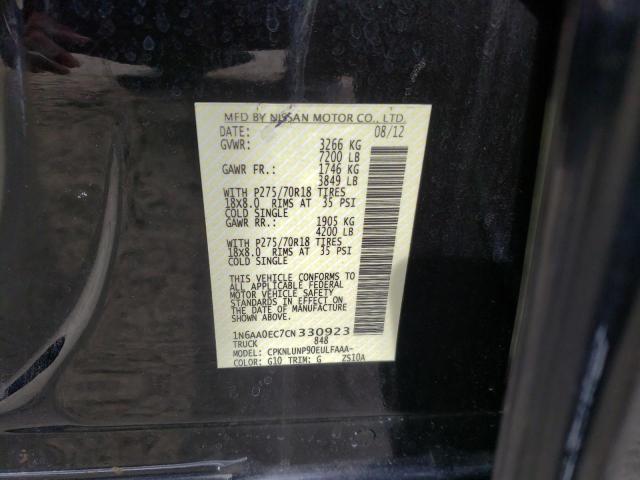 MFD BY NISSAN MOTOR CO., LTD.
DATE: 08/12
GVWR: 3266 KG
7200 LB
GAWR FR.: 1746 KG
3849 LB
WITH P275/70R18 TIRES
18X8.0 RIMS AT 35 PSI
COLD SINGLE
GAWR RR.: 1905 KG
4200 LB
WITH P275/70R18 TIRES
18X8.0 RIMS AT 35 PSI
COLD SINGLE
THIS VEHICLE CONFORMS TO
ALL APPLICABLE FEDERAL
MOTOR VEHICLE SAFETY
STANDARDS IN EFFECT ON
THE DATE OF MANUFACTURE
SHOWN ABOVE.
1N6AA0EC7CN330923
TRUCK 848
MODEL: CPKNLUNP90EULFAAA-
COLOR: G10 TRIM: G ZS10A